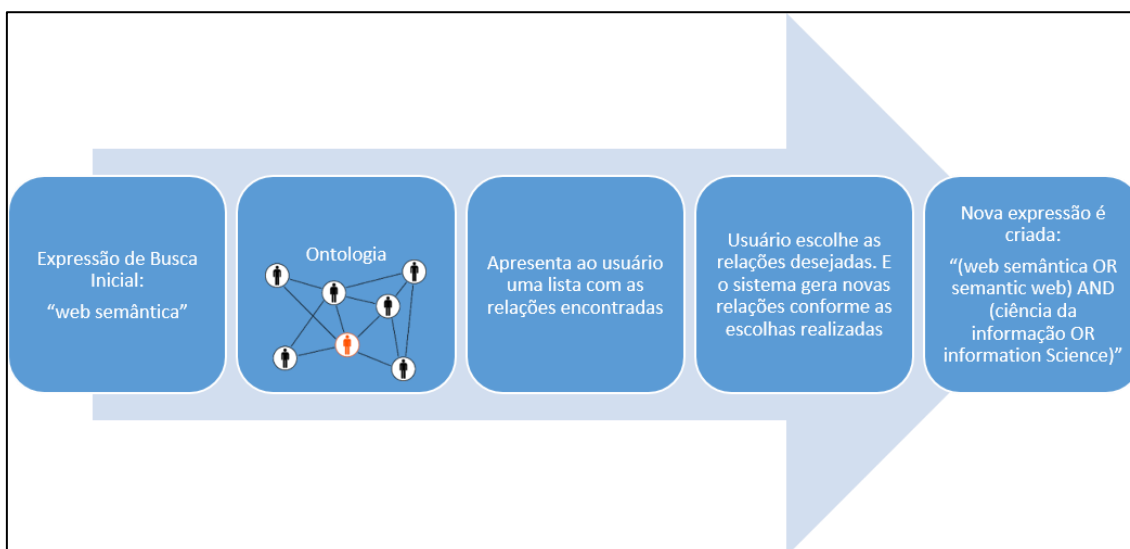 Expressão de Busca
Inicial:
“web semântica”
Ontologia
Apresenta ao usuário
uma lista com as
relações encontradas
Usuário escolhe as
relações desejadas. E
o sistema gera novas
relações conforme as
escolhas realizadas
Nova expressão é
criada:
“(web semântica OR
semantic web) AND
(ciência da
informação OR
information Science)”